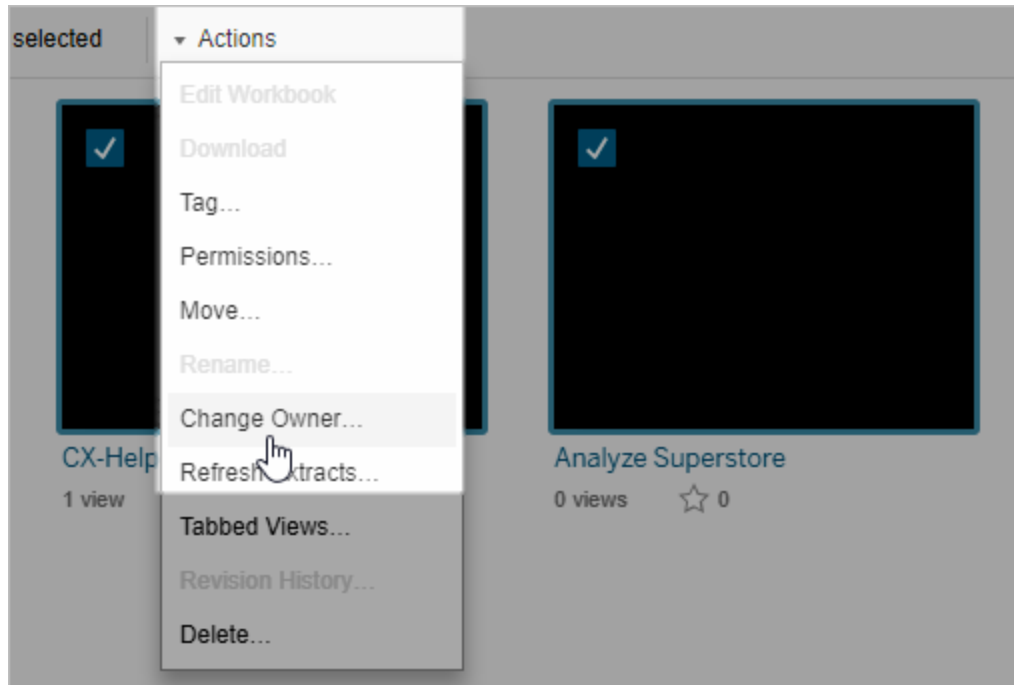 selected
Actions
Edit Workbook
Download
Tag...
Permissions...
Move...
Rename...
Change Owner...
Refresh
Tabbed Views...
Revision History...
Delete...
CX-Help
1 view
Analyze Superstore
0 views 0